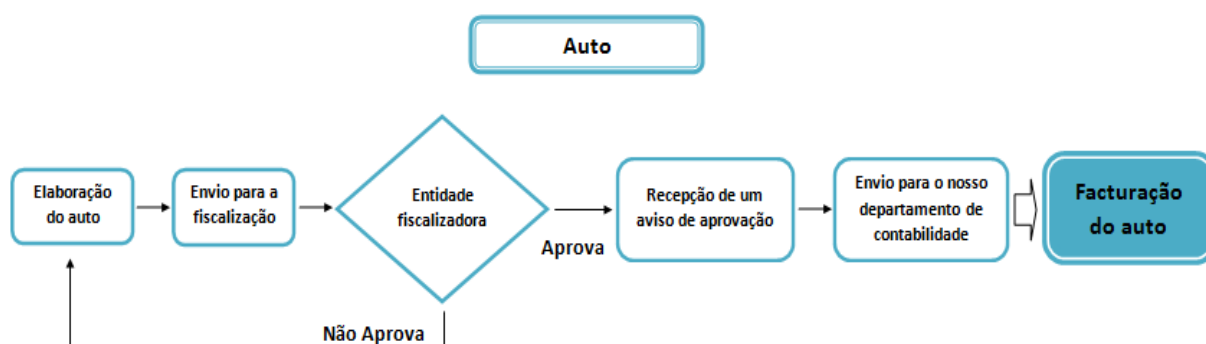 Auto
Elaboração
do auto
Envio para a
fiscalização
Entidade
fiscalizadora
Aprova
Recepção de um
aviso de aprovação
Envio para o nosso
departamento de
contabilidade
Facturação
do auto
Não Aprova